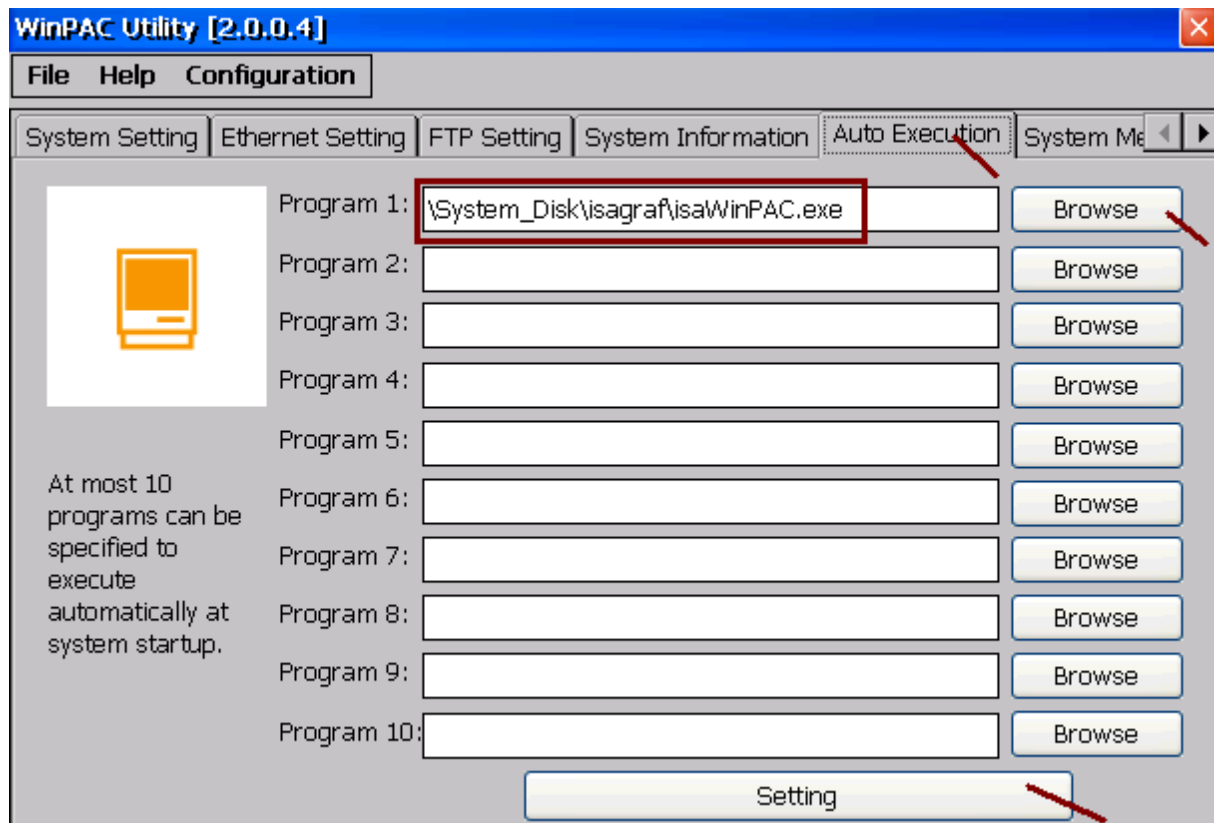 WinPAC Utility [2.0.0.4]
File Help Configuration
System Setting Ethernet Setting FTP Setting System Information Auto Execution System Me
Program 1: \System_Disk\isagraf\isaWinPAC.exe Browse
Program 2: Browse
Program 3: Browse
Program 4: Browse
Program 5: Browse
Program 6: Browse
Program 7: Browse
Program 8: Browse
Program 9: Browse
Program 10: Browse
At most 10
programs can be
specified to
execute
automatically at
system startup.
Setting